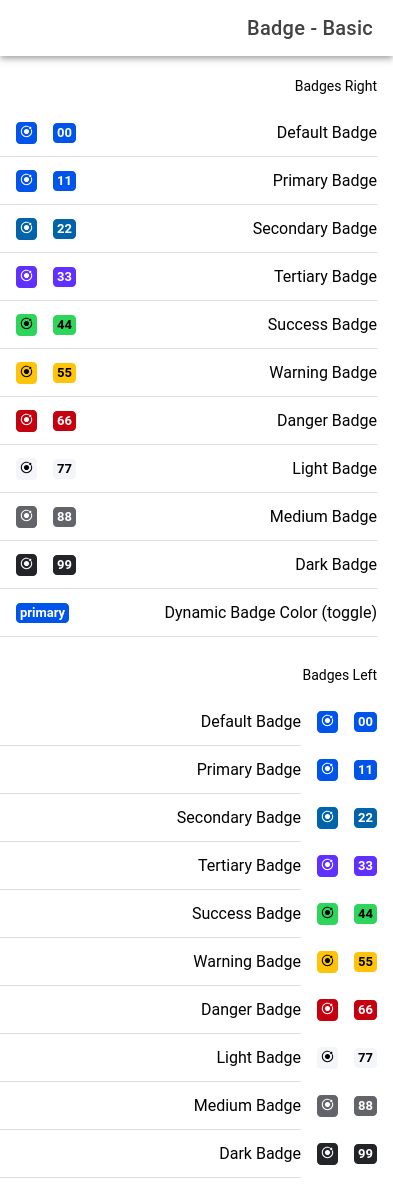 Badge - Basic
Badges Right
00 Default Badge
11 Primary Badge
22 Secondary Badge
33 Tertiary Badge
44 Success Badge
55 Warning Badge
66 Danger Badge
77 Light Badge
88 Medium Badge
99 Dark Badge
primary Dynamic Badge Color (toggle)
Badges Left
Default Badge 00
Primary Badge 11
Secondary Badge 22
Tertiary Badge 33
Success Badge 44
Warning Badge 55
Danger Badge 66
Light Badge 77
Medium Badge 88
Dark Badge 99